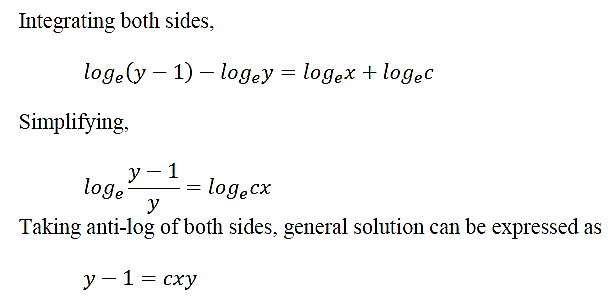 Integrating both sides,
logₑ(y − 1) − logₑy = logₑx + logₑc
Simplifying,
logₑ (y − 1)/y = logₑcx
Taking anti-log of both sides, general solution can be expressed as
y − 1 = cxy